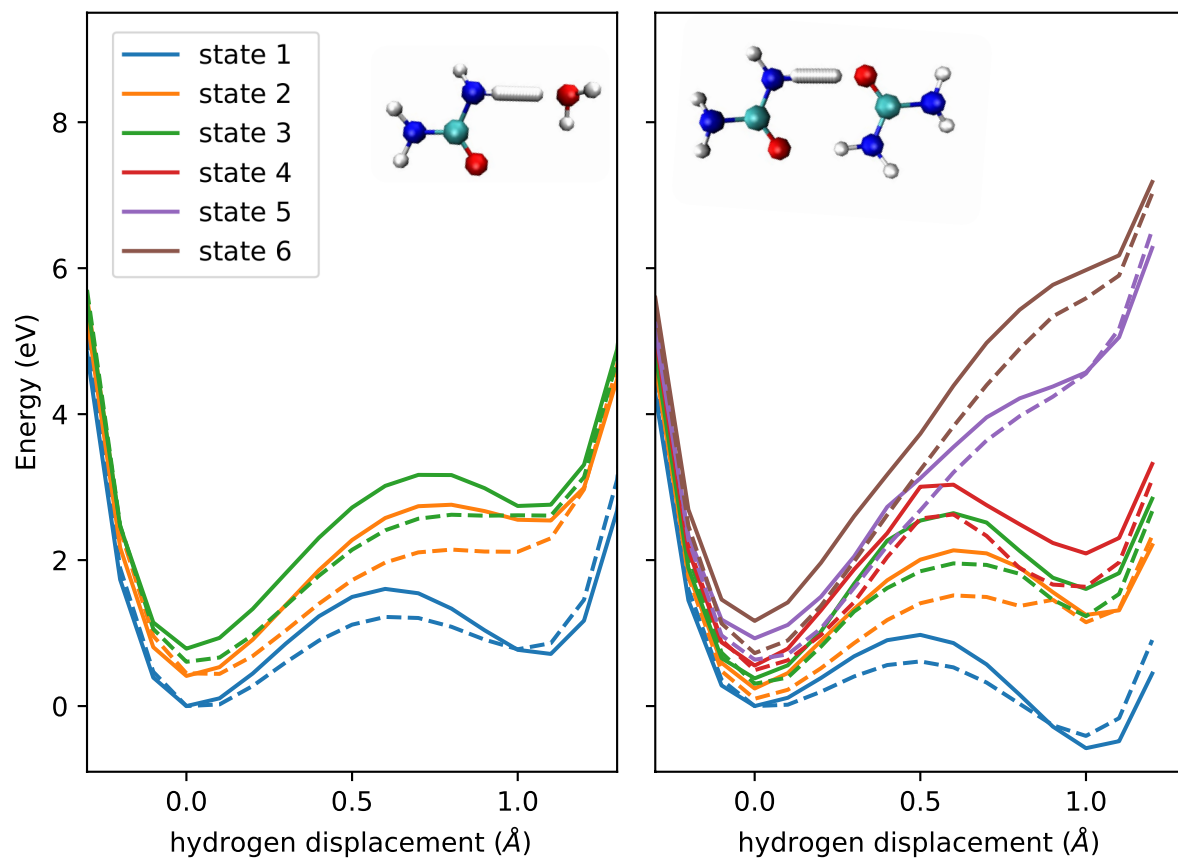 state 1
state 2
state 3
state 4
state 5
state 6
8
6
4
2
0
Energy (eV)
0.0 0.5 1.0
hydrogen displacement (Å)
0.0 0.5 1.0
hydrogen displacement (Å)